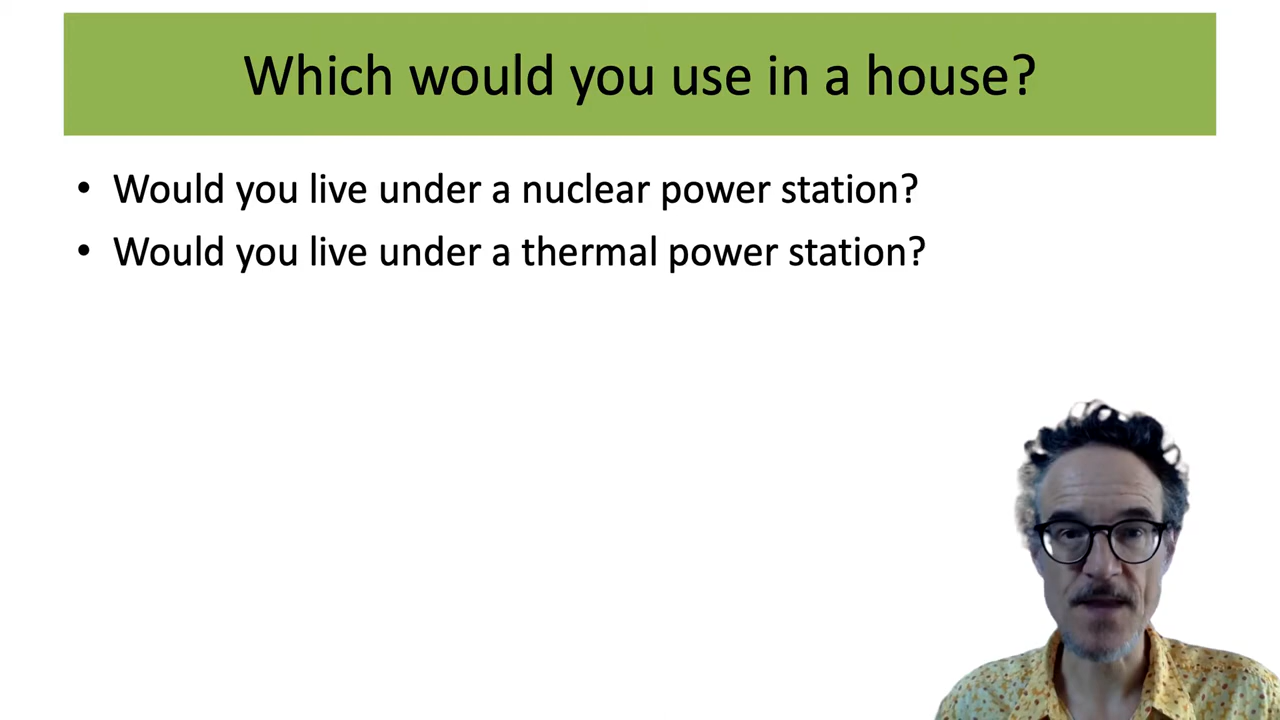 Which would you use in a house?
• Would you live under a nuclear power station?
• Would you live under a thermal power station?